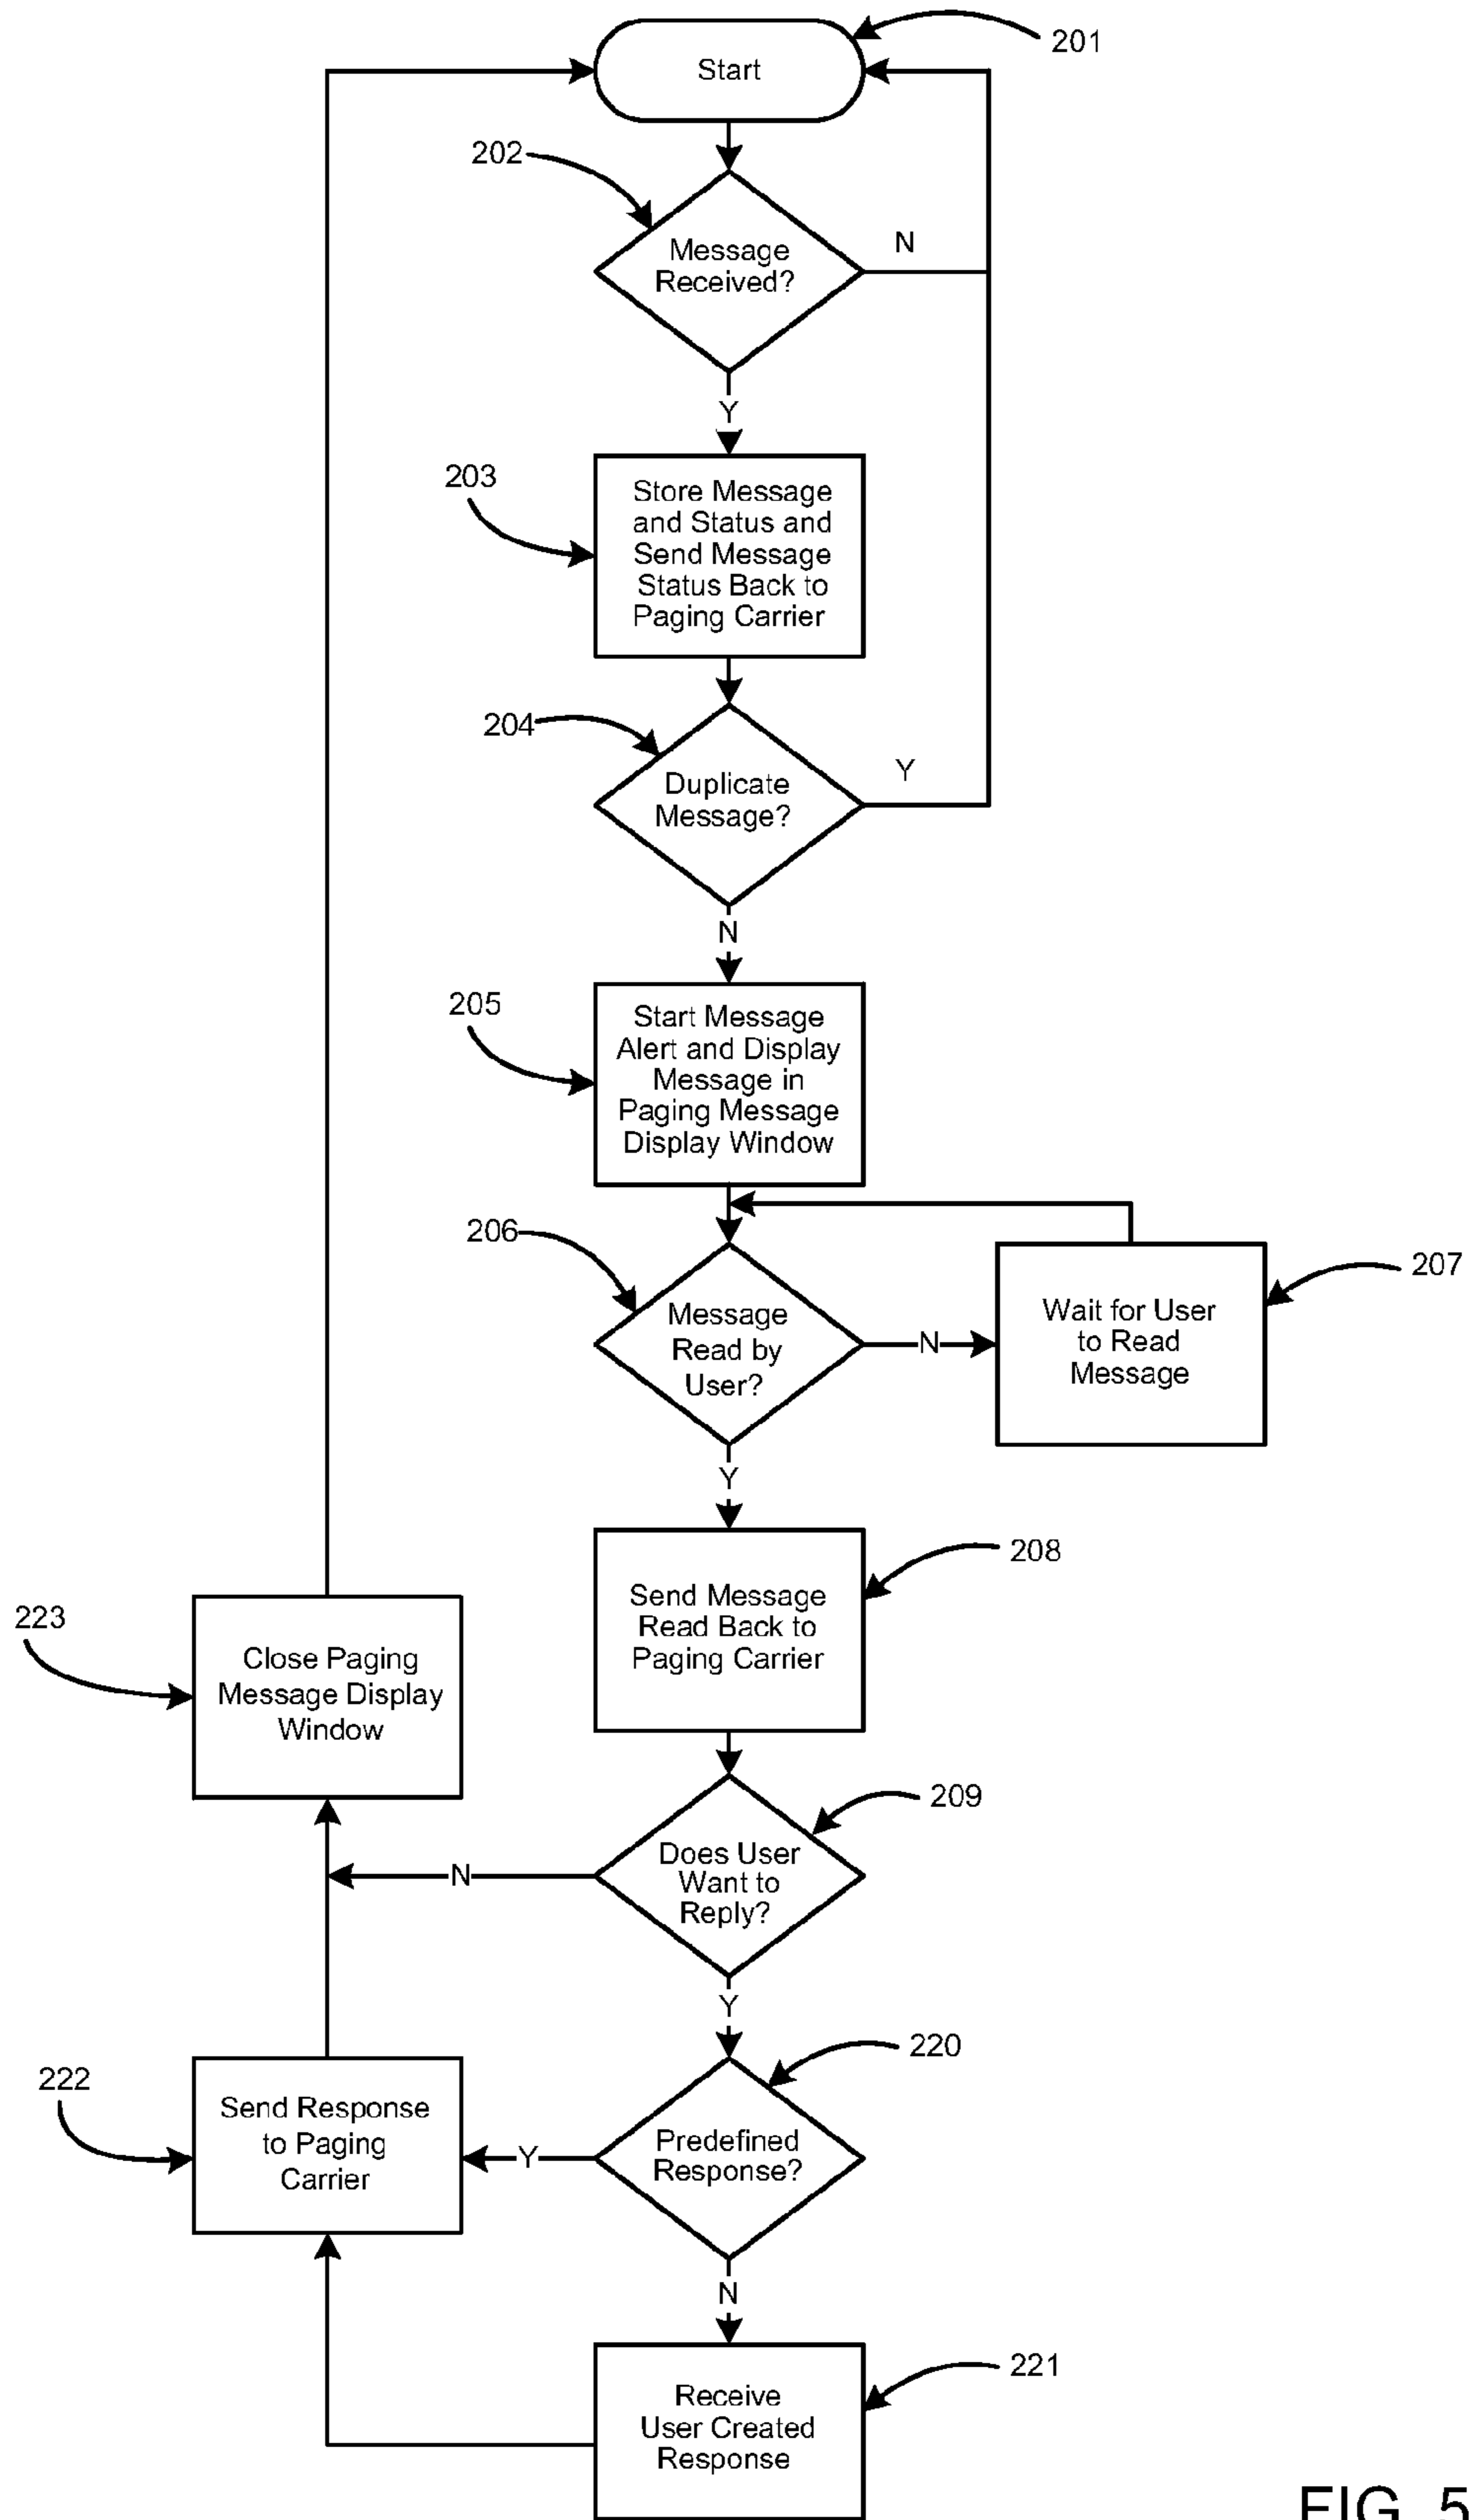 201
Start
202
Message
Received?
N
Y
203
Store Message
and Status and
Send Message
Status Back to
Paging Carrier
204
Duplicate
Message?
Y
N
205
Start Message
Alert and Display
Message in
Paging Message
Display Window
206
Message
Read by
User?
N
207
Wait for User
to Read
Message
Y
208
Send Message
Read Back to
Paging Carrier
223
Close Paging
Message Display
Window
209
Does User
Want to
Reply?
N
Y
220
Predefined
Response?
Y
222
Send Response
to Paging
Carrier
N
221
Receive
User Created
Response
FIG. 5